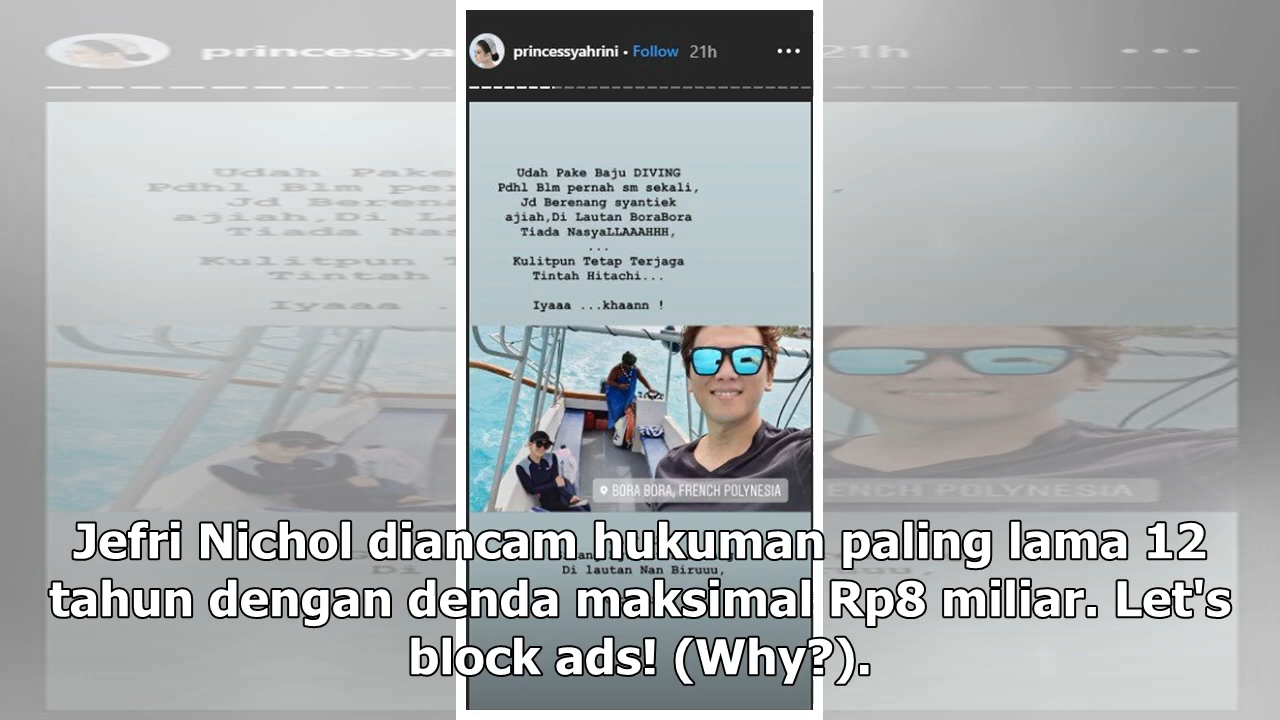 princessyahrini • Follow 21h
Udah Pake Baju DIVING
Pdhl Blm pernah sm sekali,
Jd Berenang syantiek
ajiah,Di Lautan BoraBora
Tiada NasyaLLAAAHHH,
...
Kulitpun Tetap Terjaga
Tintah Hitachi...
Iyaaa ...khaann !
BORA BORA, FRENCH POLYNESIA
Di lautan Nan Biruuu,
Jefri Nichol diancam hukuman paling lama 12
tahun dengan denda maksimal Rp8 miliar. Let's
block ads! (Why?).